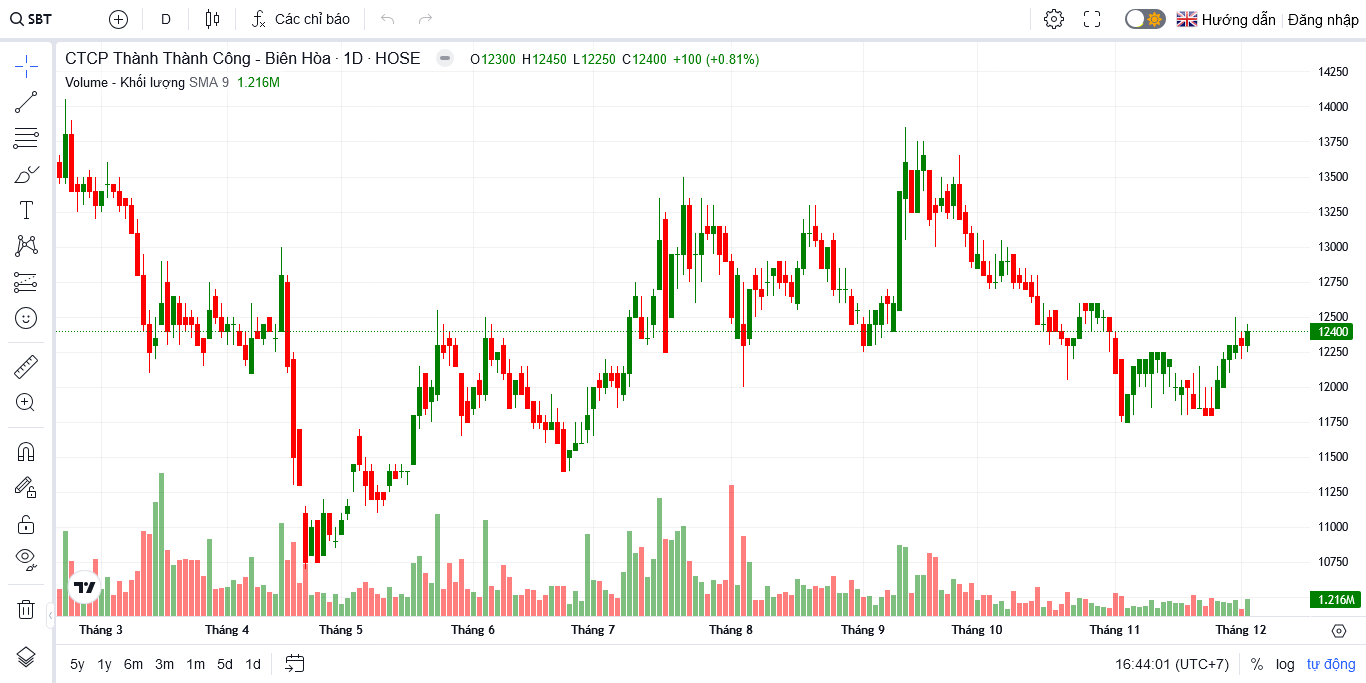 SBT D Các chỉ báo Hướng dẫn Đăng nhập
CTCP Thành Thành Công - Biên Hòa · 1D · HOSE O12300 H12450 L12250 C12400 +100 (+0.81%)
Volume - Khối lượng SMA 9 1.216M
14250
14000
13750
13500
13250
13000
12750
12500
12400
12250
12000
11750
11500
11250
11000
10750
1.216M
Tháng 3 Tháng 4 Tháng 5 Tháng 6 Tháng 7 Tháng 8 Tháng 9 Tháng 10 Tháng 11 Tháng 12
5y 1y 6m 3m 1m 5d 1d 16:44:01 (UTC+7) % log tự động